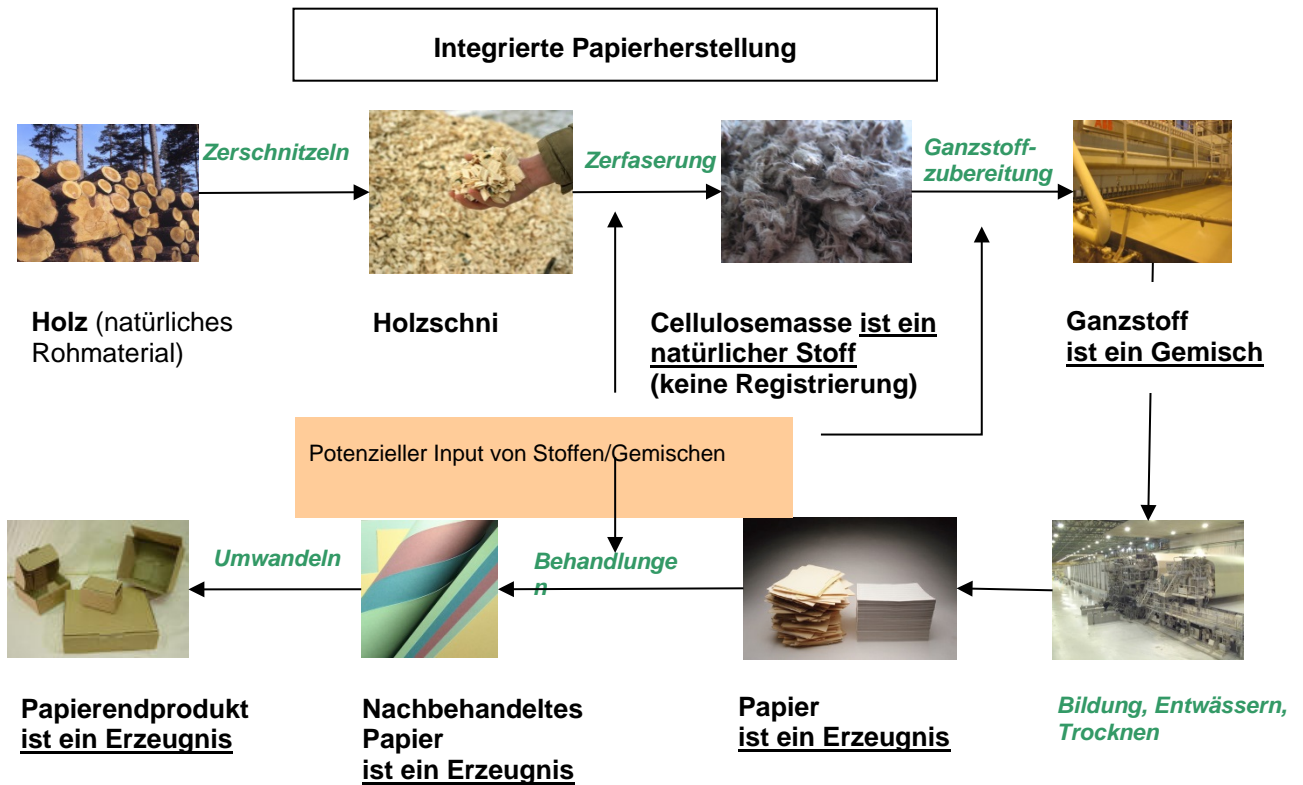 Integrierte Papierherstellung
Zerschnitzeln
Zerfaserung
Ganzstoff-
zubereitung
Holz (natürliches
Rohmaterial)
Holzschni
Cellulosemasse ist ein
natürlicher Stoff
(keine Registrierung)
Ganzstoff
ist ein Gemisch
Potenzieller Input von Stoffen/Gemischen
Umwandeln
Behandlunge
n
Papierendprodukt
ist ein Erzeugnis
Nachbehandeltes
Papier
ist ein Erzeugnis
Papier
ist ein Erzeugnis
Bildung, Entwässern,
Trocknen